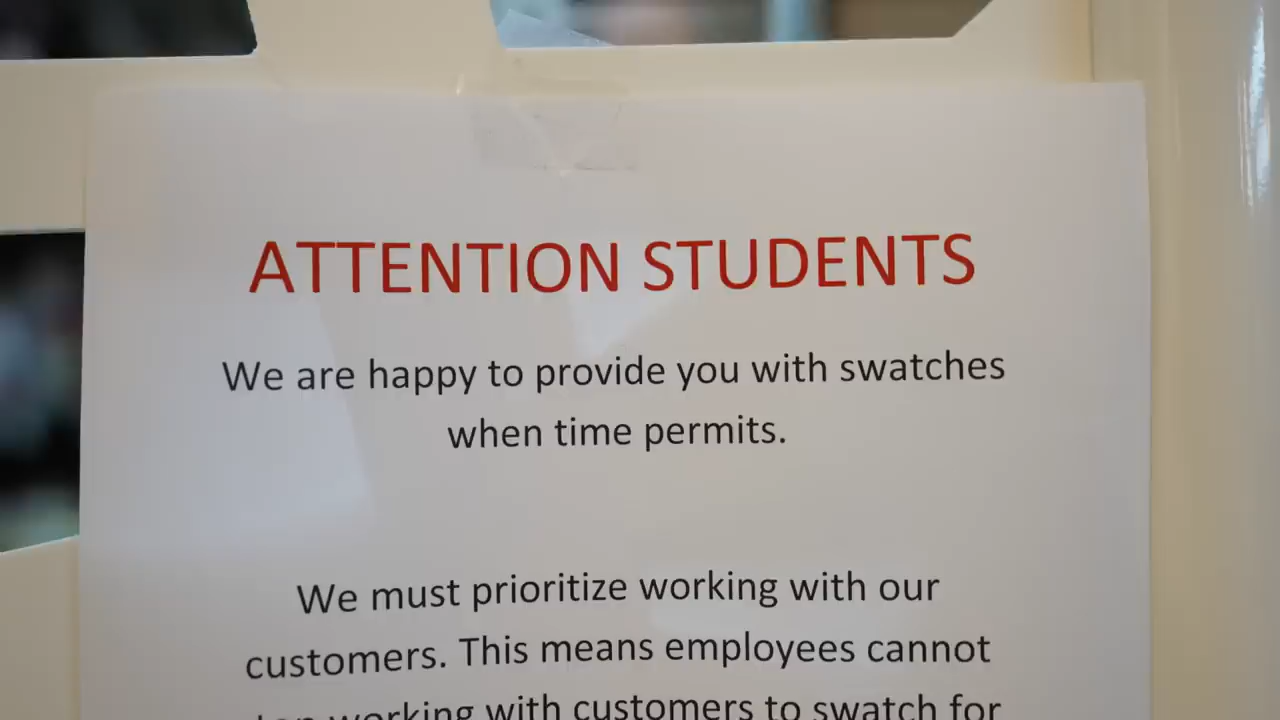 ATTENTION STUDENTS
We are happy to provide you with swatches
when time permits.
We must prioritize working with our
customers. This means employees cannot
working with customers to swatch for